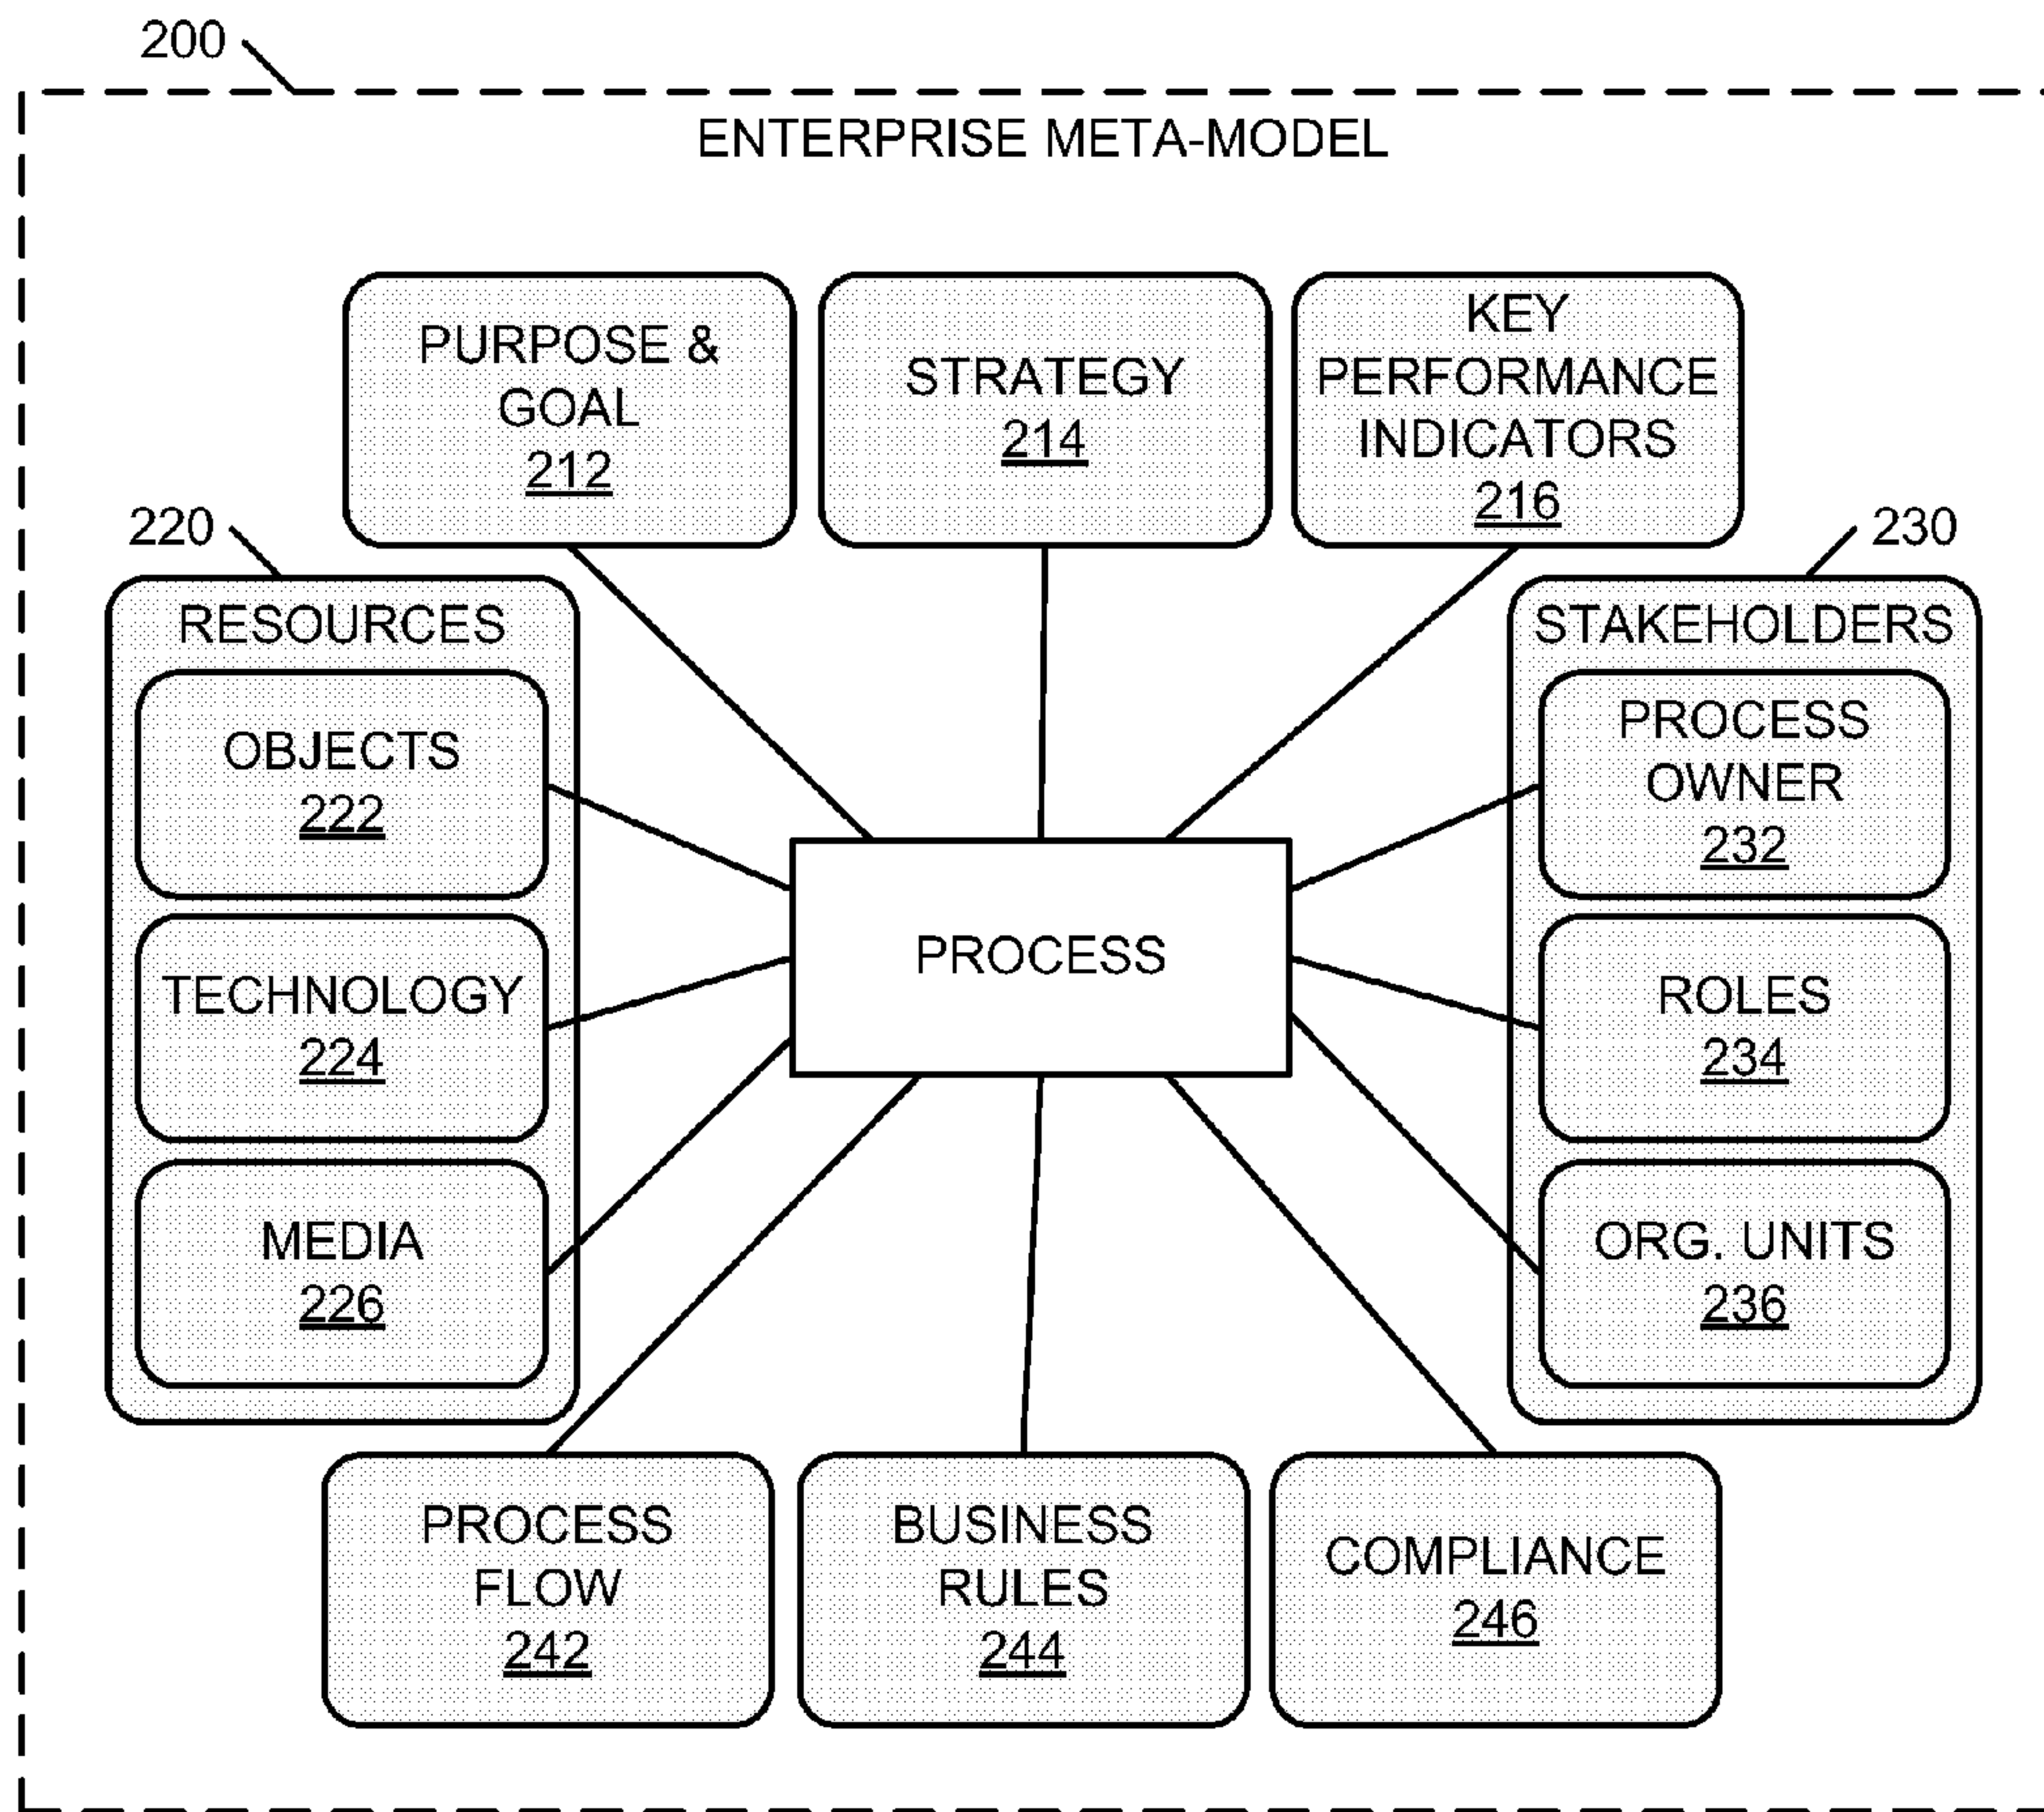 200
ENTERPRISE META-MODEL
PURPOSE &
GOAL
212
STRATEGY
214
KEY
PERFORMANCE
INDICATORS
216
220
RESOURCES
OBJECTS
222
TECHNOLOGY
224
MEDIA
226
PROCESS
230
STAKEHOLDERS
PROCESS
OWNER
232
ROLES
234
ORG. UNITS
236
PROCESS
FLOW
242
BUSINESS
RULES
244
COMPLIANCE
246